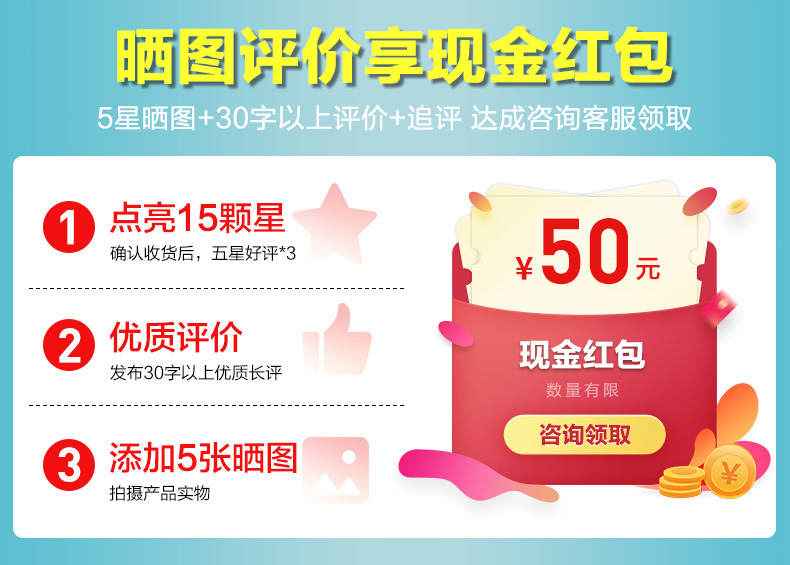 晒图评价享现金红包
5星晒图+30字以上评价+追评 达成咨询客服领取
1 点亮15颗星
确认收货后，五星好评*3
2 优质评价
发布30字以上优质长评
3 添加5张晒图
拍摄产品实物
¥50元
现金红包
数量有限
咨询领取
¥